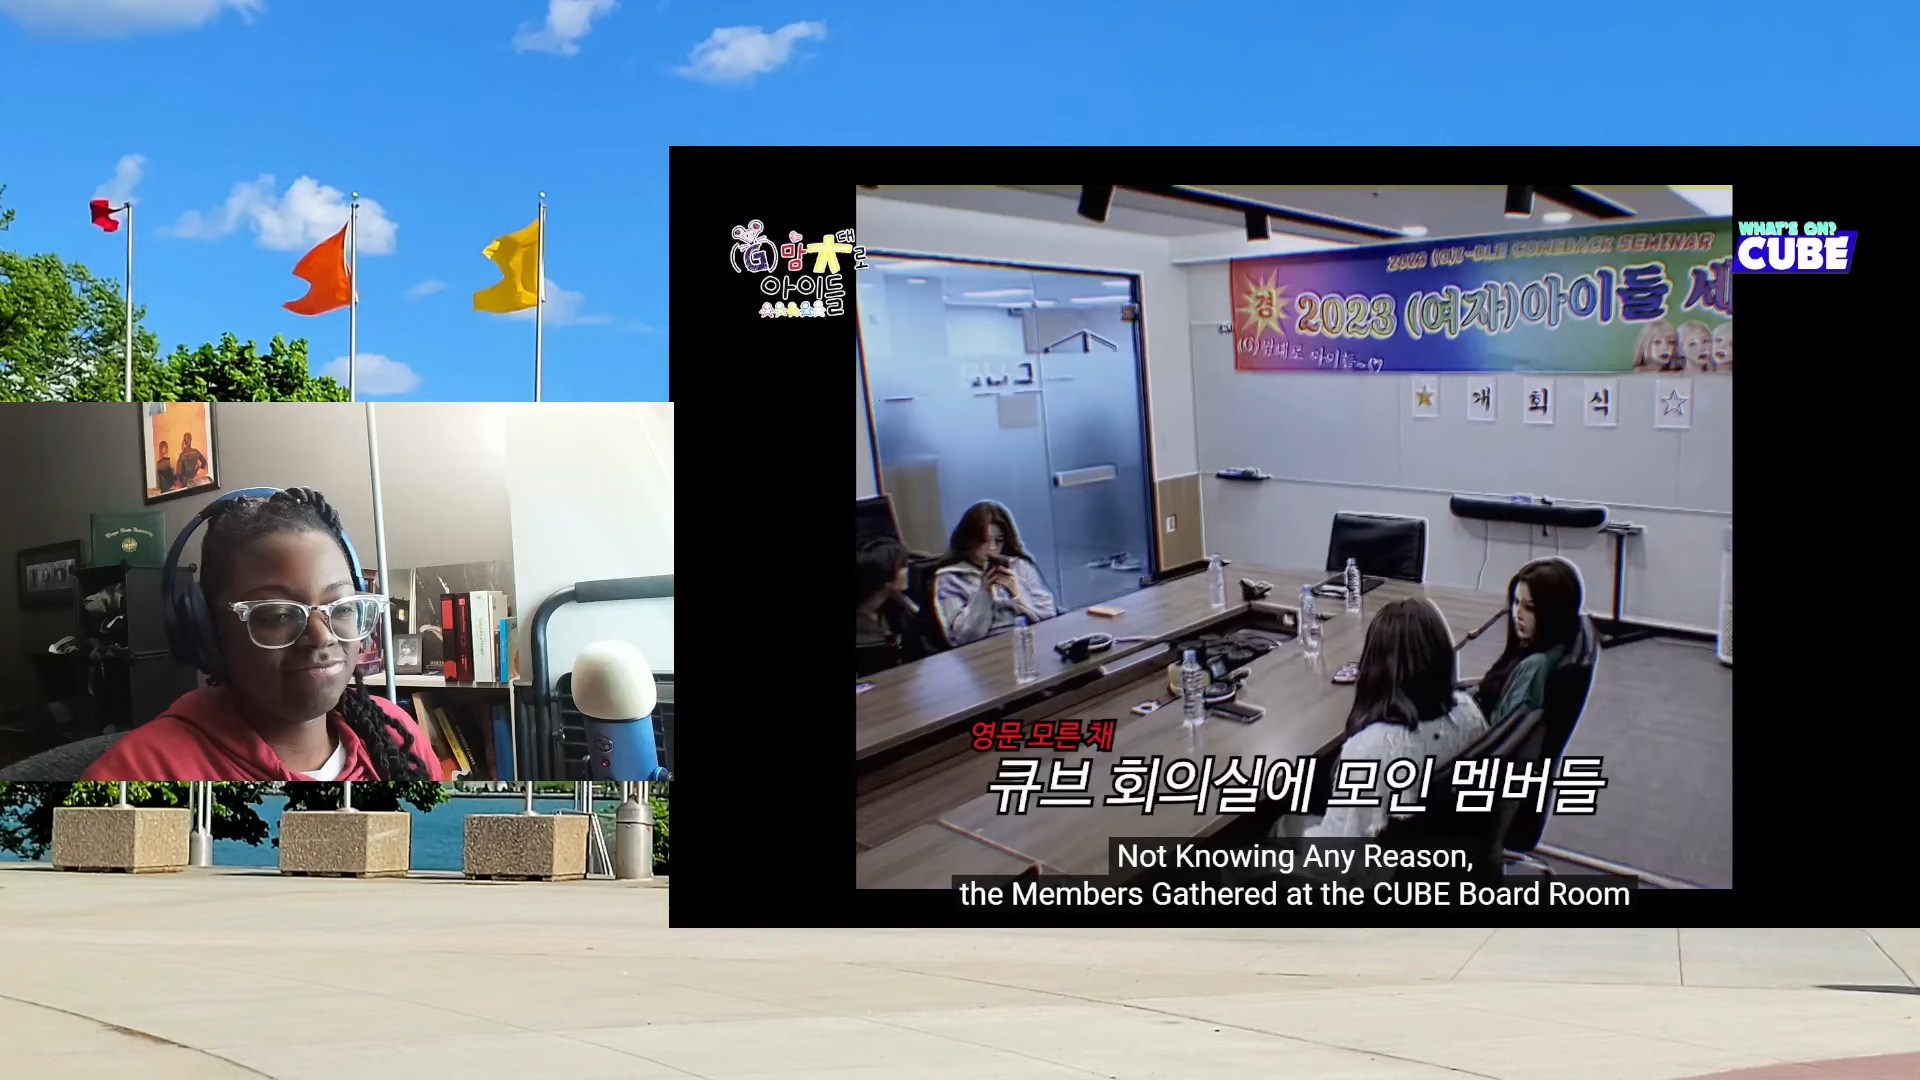 (G)맘대로
아이들
WHAT'S ON?
CUBE
2023 (G)I-DLE COMEBACK SEMINAR
경 2023 (여자)아이들 세
(G)맘대로 아이들~♡
개 회 식
영문 모른 채
큐브 회의실에 모인 멤버들
Not Knowing Any Reason,
the Members Gathered at the CUBE Board Room